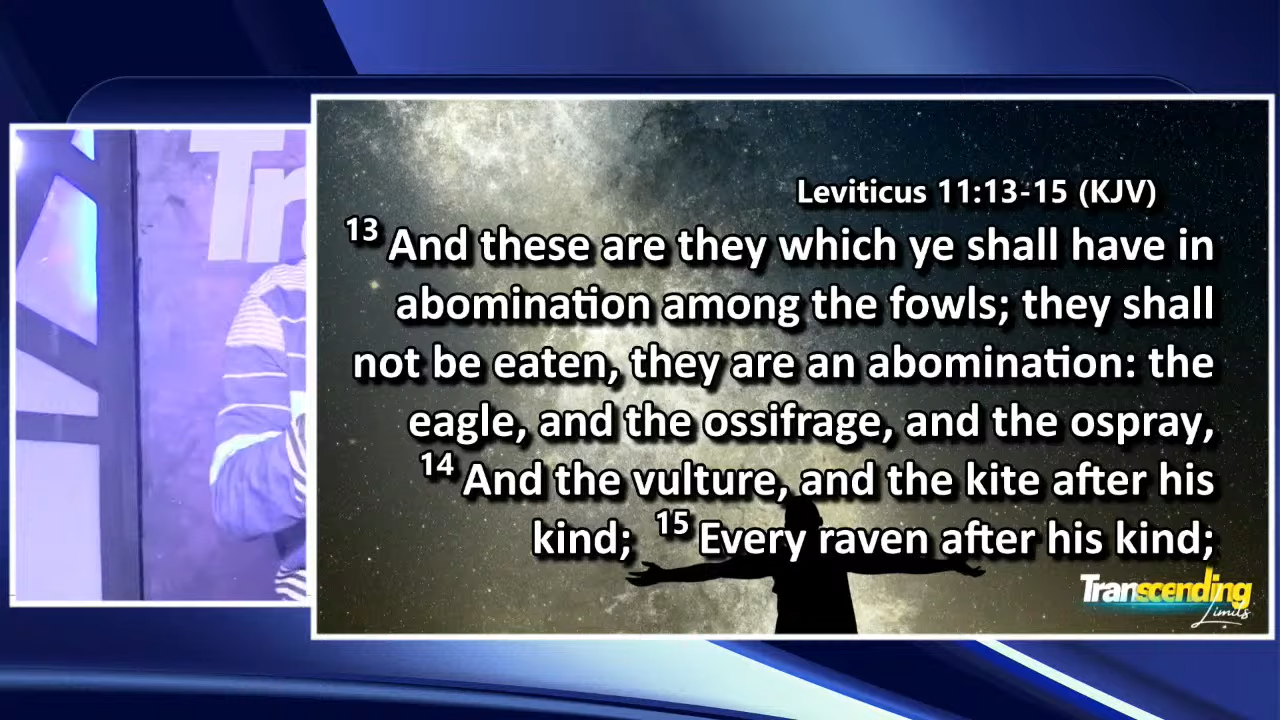 Tr
Leviticus 11:13-15 (KJV)
13 And these are they which ye shall have in
abomination among the fowls; they shall
not be eaten, they are an abomination: the
eagle, and the ossifrage, and the ospray,
14 And the vulture, and the kite after his
kind; 15 Every raven after his kind;
Transcending
Limits